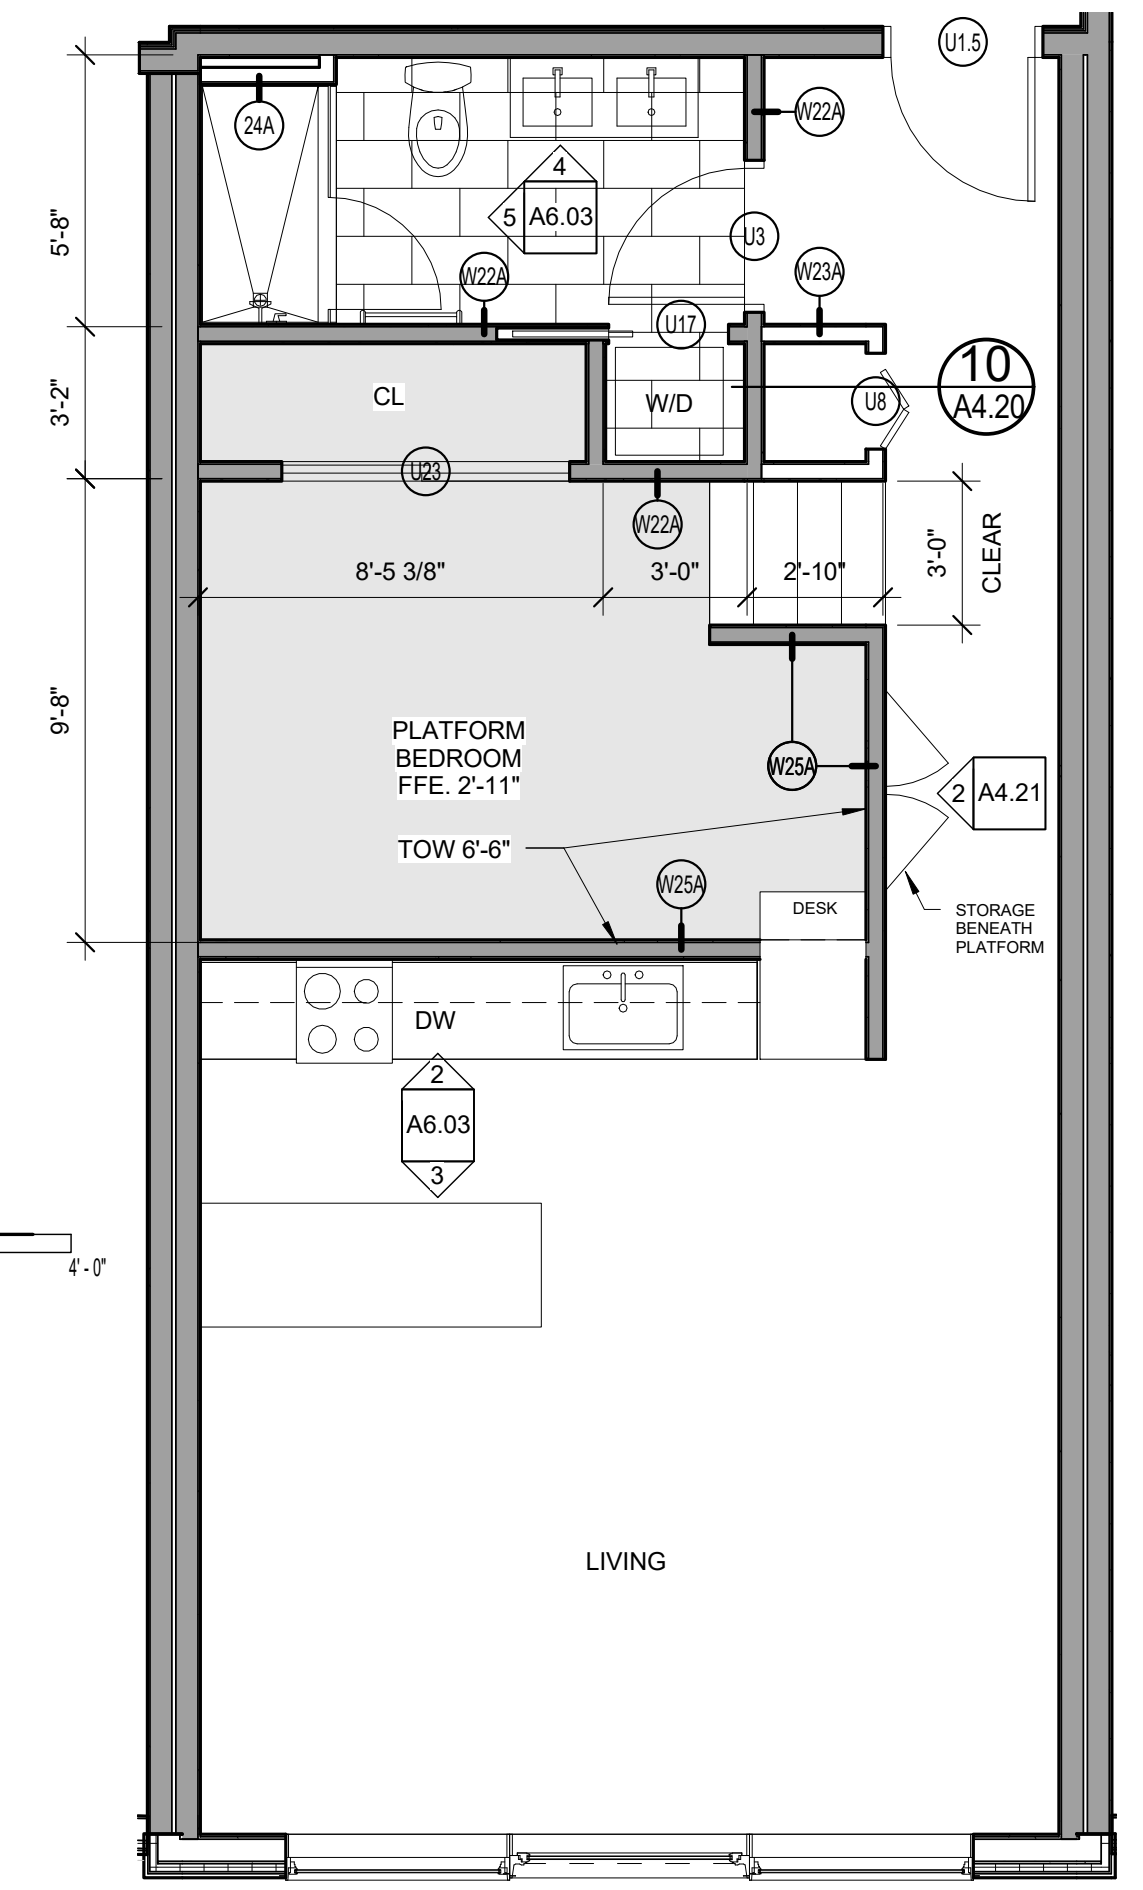 U1.5
24A
W22A
4
5
A6.03
5'-8"
U3
W22A
W23A
U17
10
A4.20
CL
W/D
U8
3'-2"
U23
W22A
8'-5 3/8"
3'-0"
2'-10"
3'-0"
CLEAR
9'-8"
PLATFORM
BEDROOM
FFE. 2'-11"
W25A
2
A4.21
TOW 6'-6"
W25A
DESK
STORAGE
BENEATH
PLATFORM
DW
2
A6.03
3
4' - 0"
LIVING